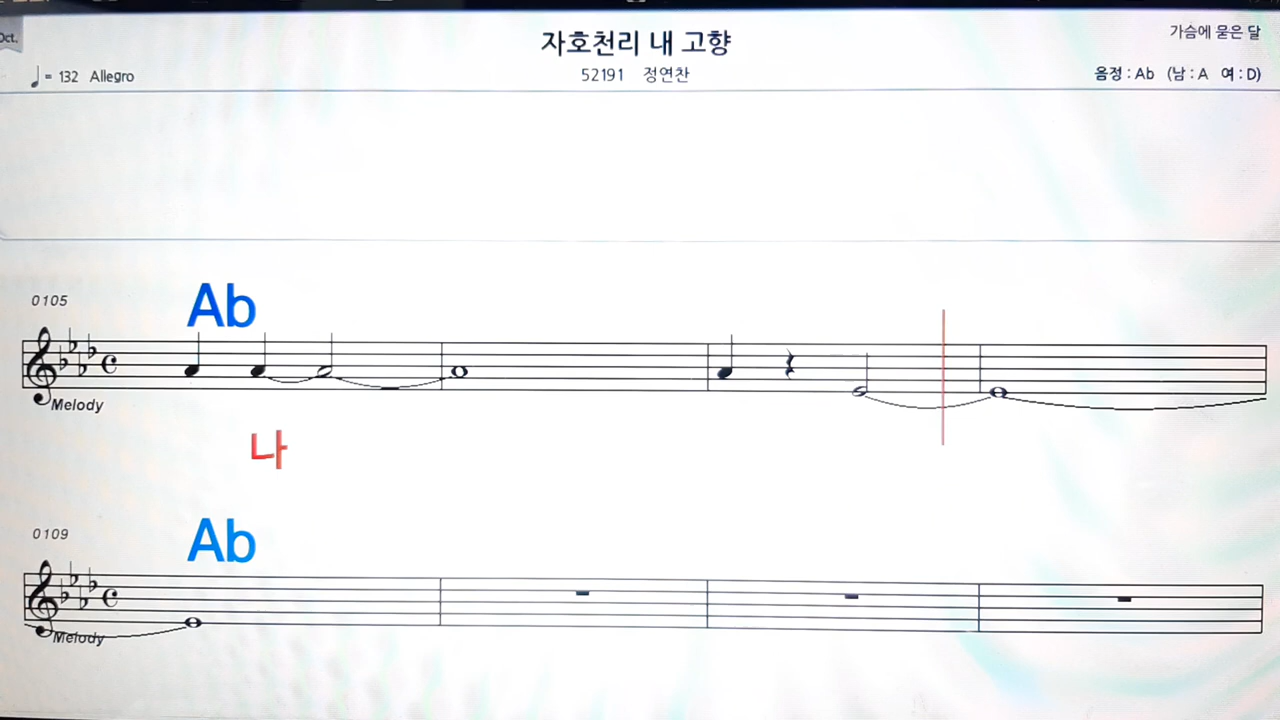 Oct.
자호천리 내 고향
가슴에 묻은 달
= 132 Allegro
52191 정연찬
음정 : Ab (남 : A 여 : D)
0105
Ab
Melody
나
0109
Ab
Melody